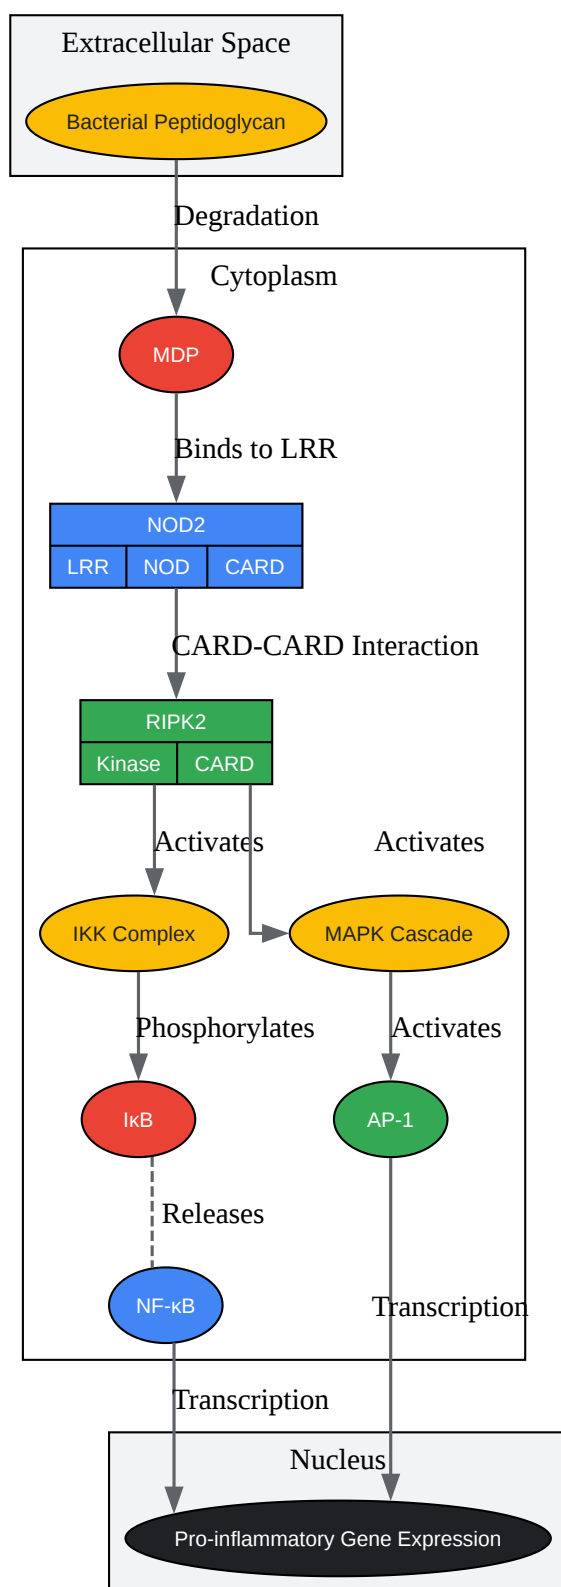 Extracellular Space
Bacterial Peptidoglycan
Degradation
Cytoplasm
MDP
Binds to LRR
NOD2
LRR NOD CARD
CARD-CARD Interaction
RIPK2
Kinase CARD
Activates Activates
IKK Complex MAPK Cascade
Phosphorylates Activates
IκB AP-1
Releases
NF-κB
Transcription
Transcription
Nucleus
Pro-inflammatory Gene Expression